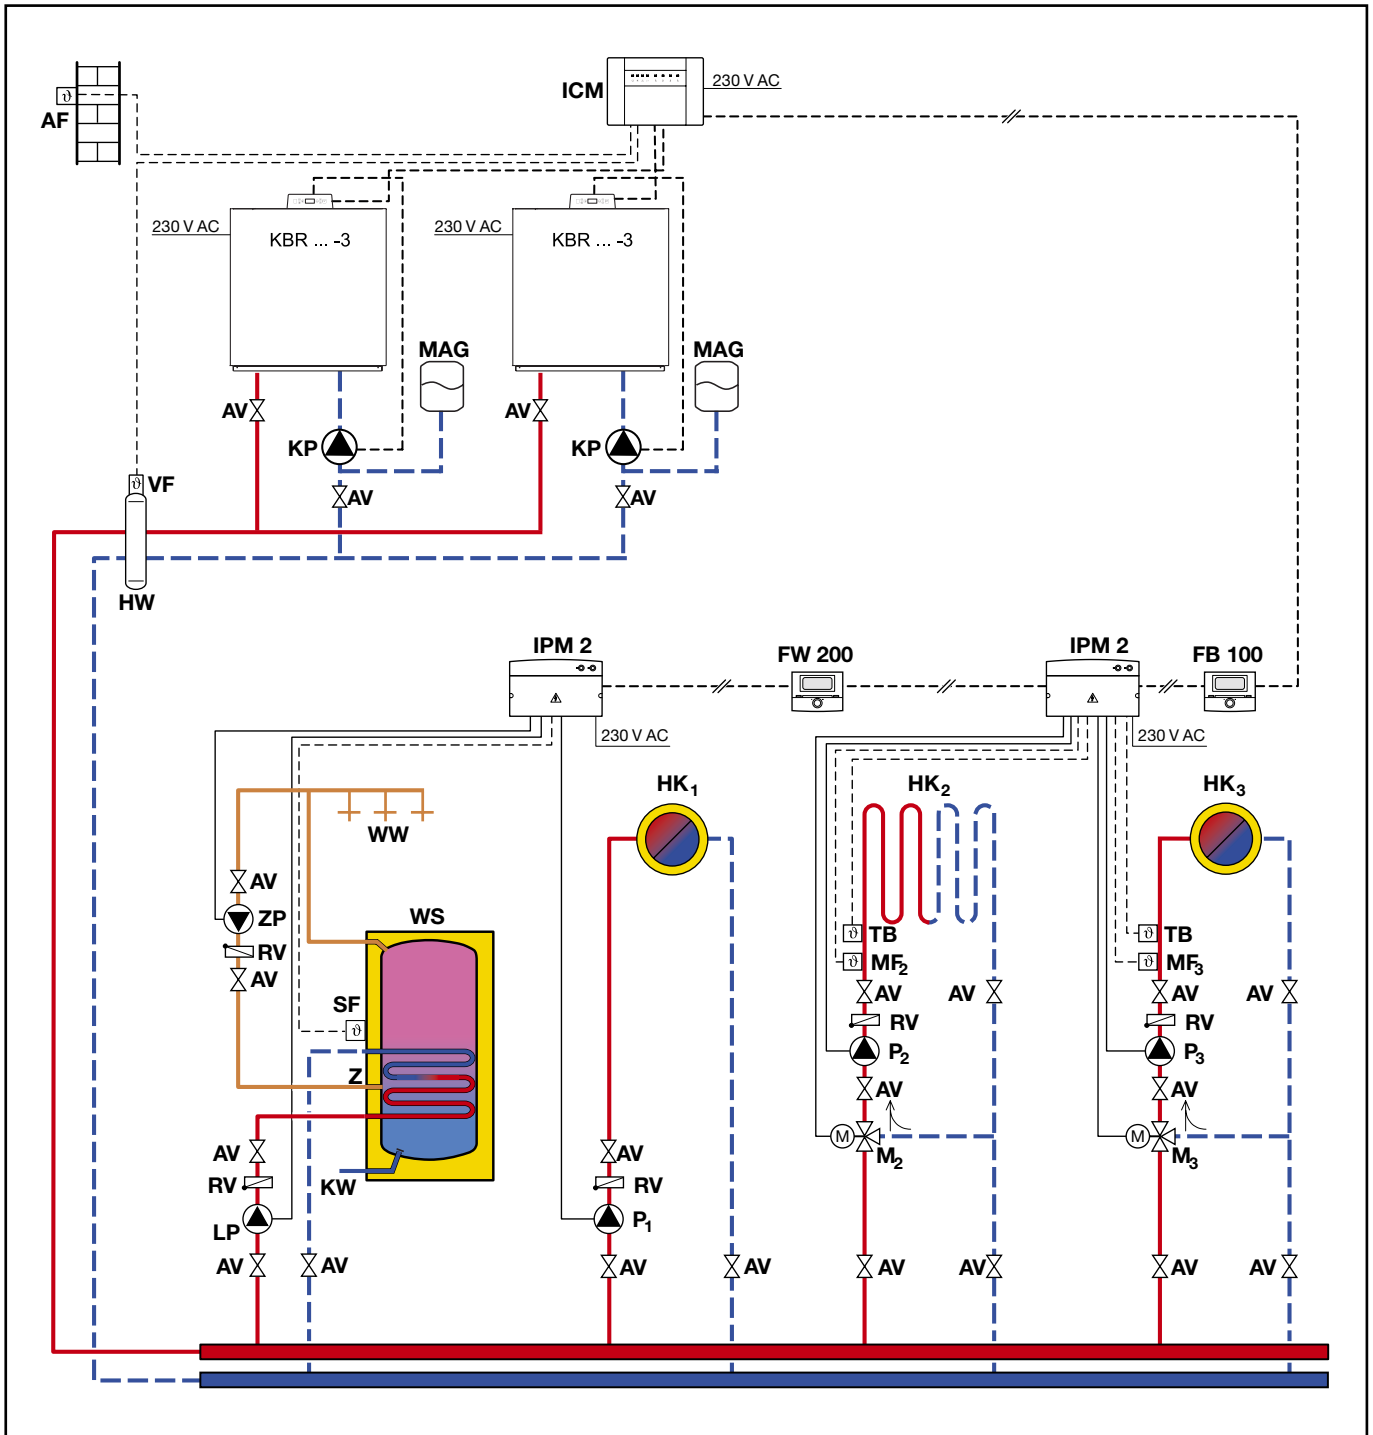 ICM
230 V AC
ϑ
AF
230 V AC
KBR ... -3
230 V AC
KBR ... -3
MAG
MAG
AV
AV
KP
KP
ϑ
VF
AV
AV
HW
IPM 2
FW 200
IPM 2
FB 100
230 V AC
230 V AC
HK1
HK2
HK3
WW
AV
ZP
WS
RV
AV
ϑ
TB
ϑ
TB
ϑ
MF2
ϑ
MF3
SF
ϑ
AV
AV
AV
AV
RV
RV
P2
P3
Z
AV
AV
M
M2
M
M3
AV
AV
RV
KW
RV
LP
P1
AV
AV
AV
AV
AV
AV
AV
AV